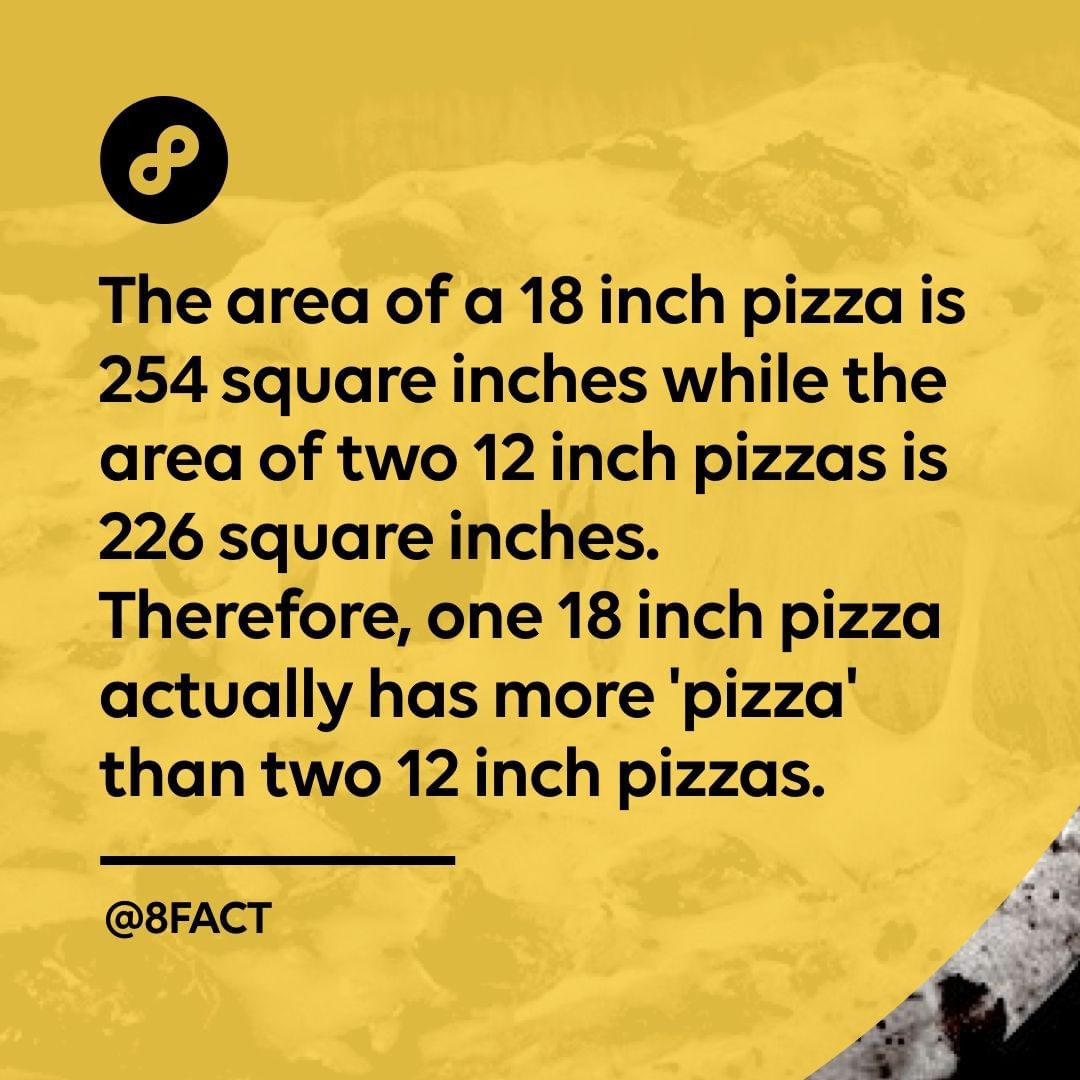 The area of a 18 inch pizza is
254 square inches while the
area of two 12 inch pizzas is
226 square inches.
Therefore, one 18 inch pizza
actually has more 'pizza'
than two 12 inch pizzas.
@8FACT